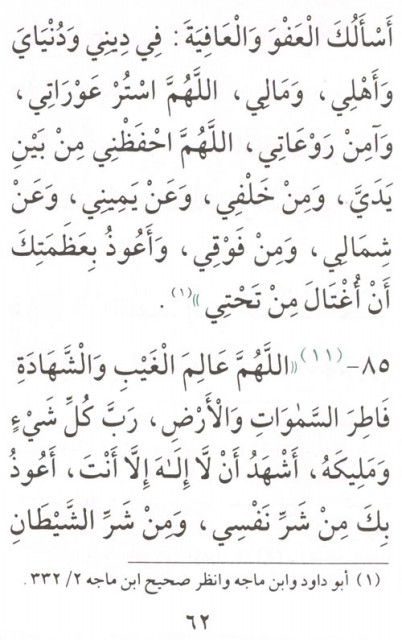 أَسْأَلُكَ الْعَفْوَ وَالْعَافِيَةَ: فِي دِينِي وَدُنْيَايَ
وَأَهْلِي، وَمَالِي، اللَّهُمَّ اسْتُرْ عَوْرَاتِي،
وَآمِنْ رَوْعَاتِي، اللَّهُمَّ احْفَظْنِي مِنْ بَيْنِ
يَدَيَّ، وَمِنْ خَلْفِي، وَعَنْ يَمِينِي، وَعَنْ
شِمَالِي، وَمِنْ فَوْقِي، وَأَعُوذُ بِعَظَمَتِكَ
أَنْ أُغْتَالَ مِنْ تَحْتِي»(١).
٨٥-(١١)«اللَّهُمَّ عَالِمَ الْغَيْبِ وَالشَّهَادَةِ
فَاطِرَ السَّمٰوَاتِ وَالْأَرْضِ، رَبَّ كُلِّ شَيْءٍ
وَمَلِيكَهُ، أَشْهَدُ أَنْ لَّا إِلَـٰهَ إِلَّا أَنْتَ، أَعُوذُ
بِكَ مِنْ شَرِّ نَفْسِي، وَمِنْ شَرِّ الشَّيْطَانِ
(١) أبو داود وابن ماجه وانظر صحيح ابن ماجه ٢/ ٣٣٢.
٦٢